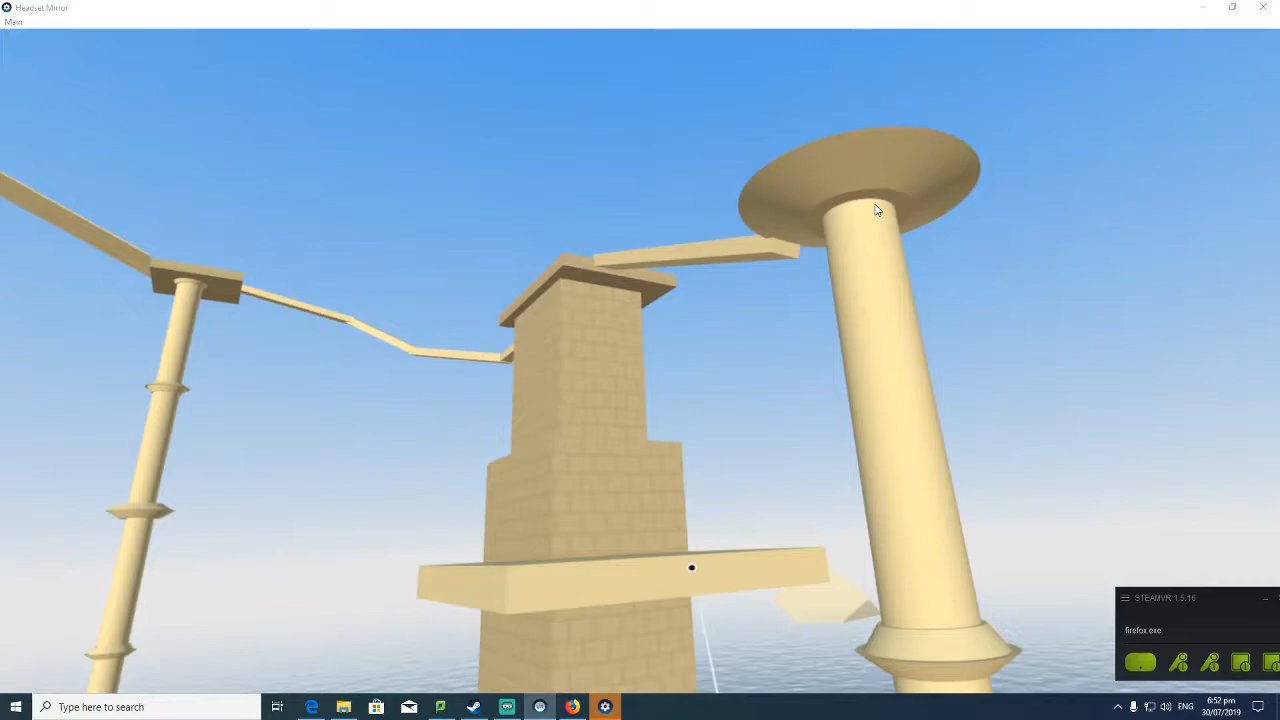 Headset Mirror
Main
STEAMVR 1.5.16
firefox.exe
Type here to search
ENG
6:52 pm
30/07/2019